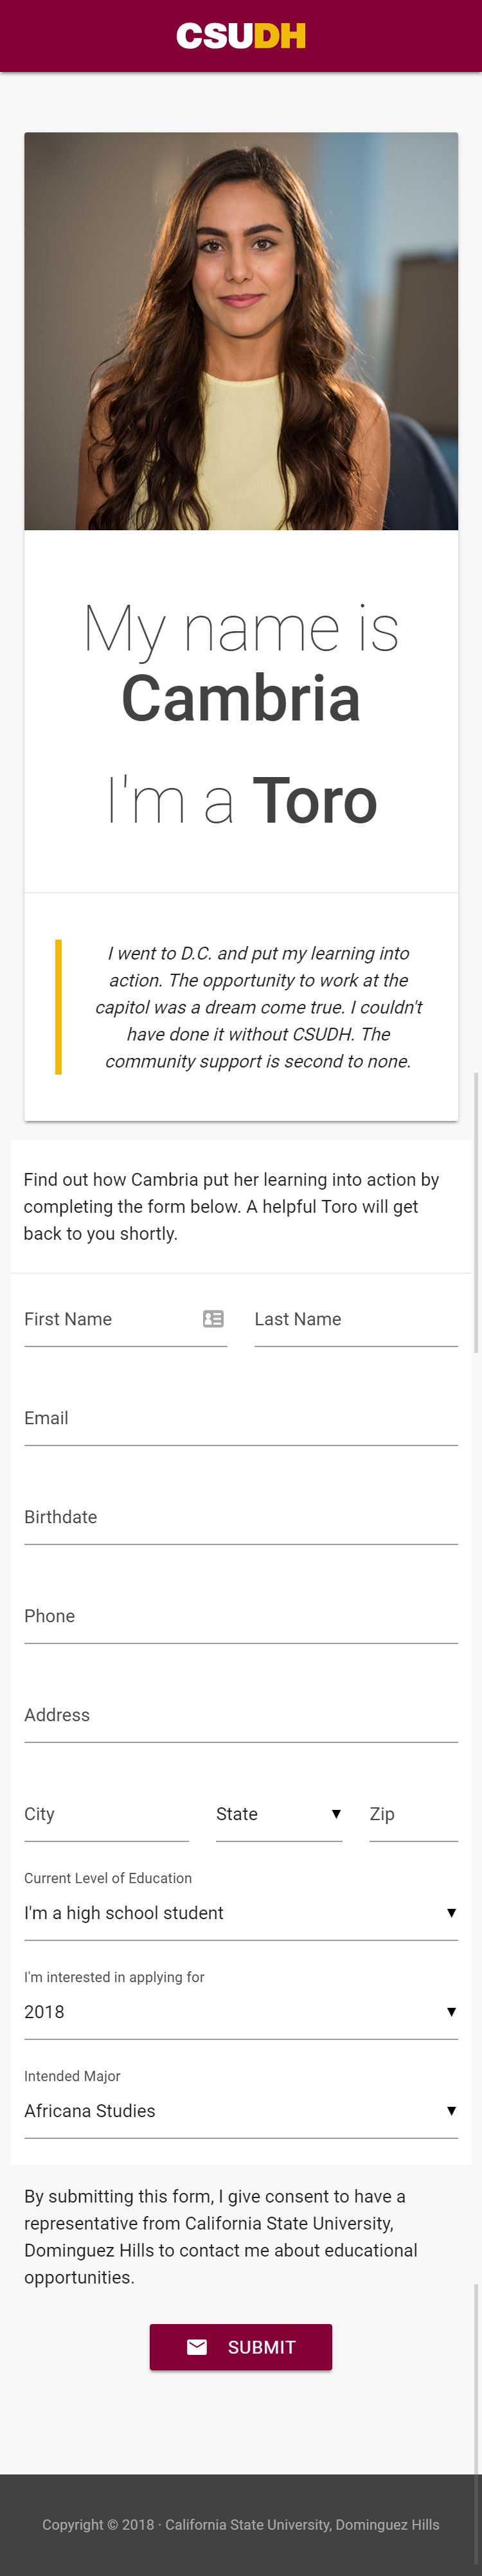 CSUDH
My name is
Cambria
I'm a Toro
I went to D.C. and put my learning into
action. The opportunity to work at the
capitol was a dream come true. I couldn't
have done it without CSUDH. The
community support is second to none.
Find out how Cambria put her learning into action by
completing the form below. A helpful Toro will get
back to you shortly.
First Name Last Name
Email
Birthdate
Phone
Address
City State ▼ Zip
Current Level of Education
I'm a high school student ▼
I'm interested in applying for
2018 ▼
Intended Major
Africana Studies ▼
By submitting this form, I give consent to have a
representative from California State University,
Dominguez Hills to contact me about educational
opportunities.
SUBMIT
Copyright © 2018 · California State University, Dominguez Hills